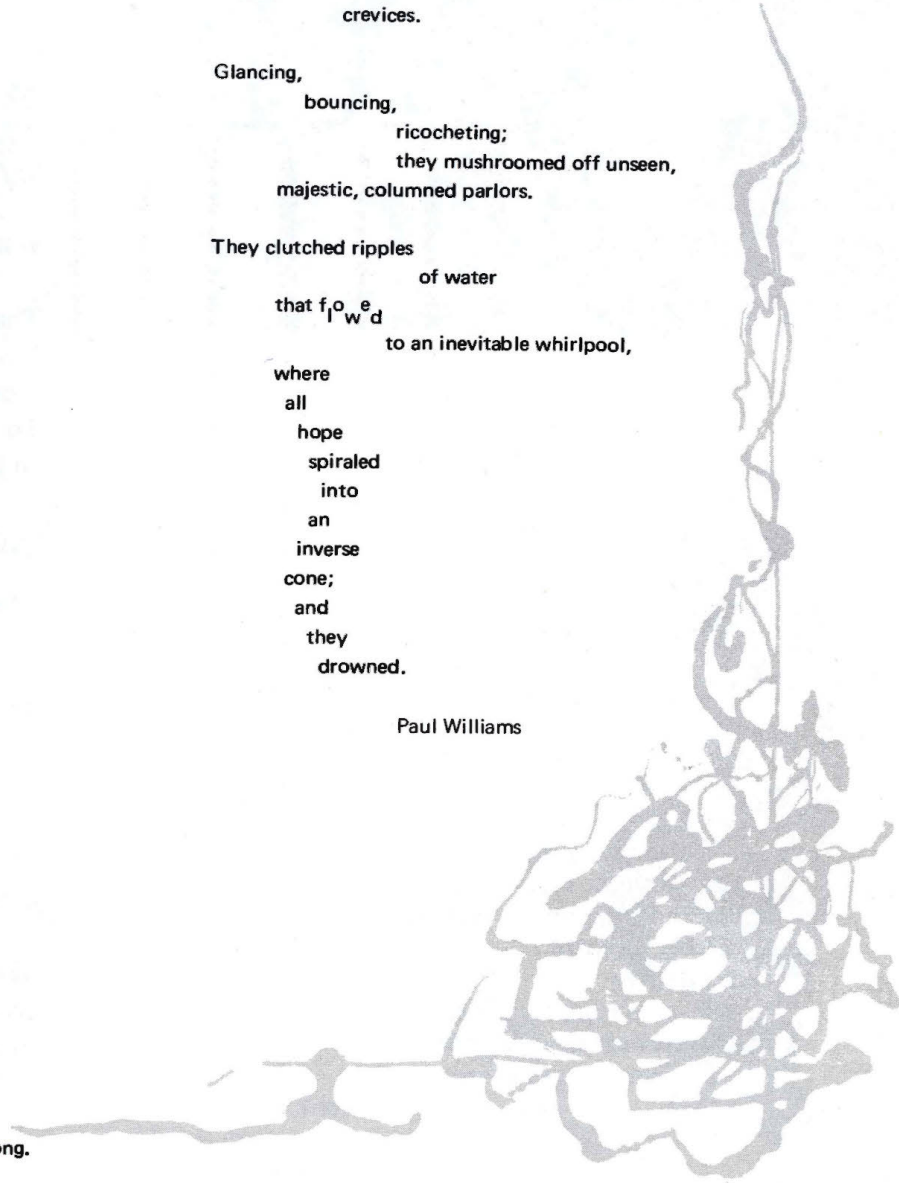 crevices.
Glancing,
bouncing,
ricocheting;
they mushroomed off unseen,
majestic, columned parlors.
They clutched ripples
of water
that flowed
to an inevitable whirlpool,
where
all
hope
spiraled
into
an
inverse
cone;
and
they
drowned.
Paul Williams